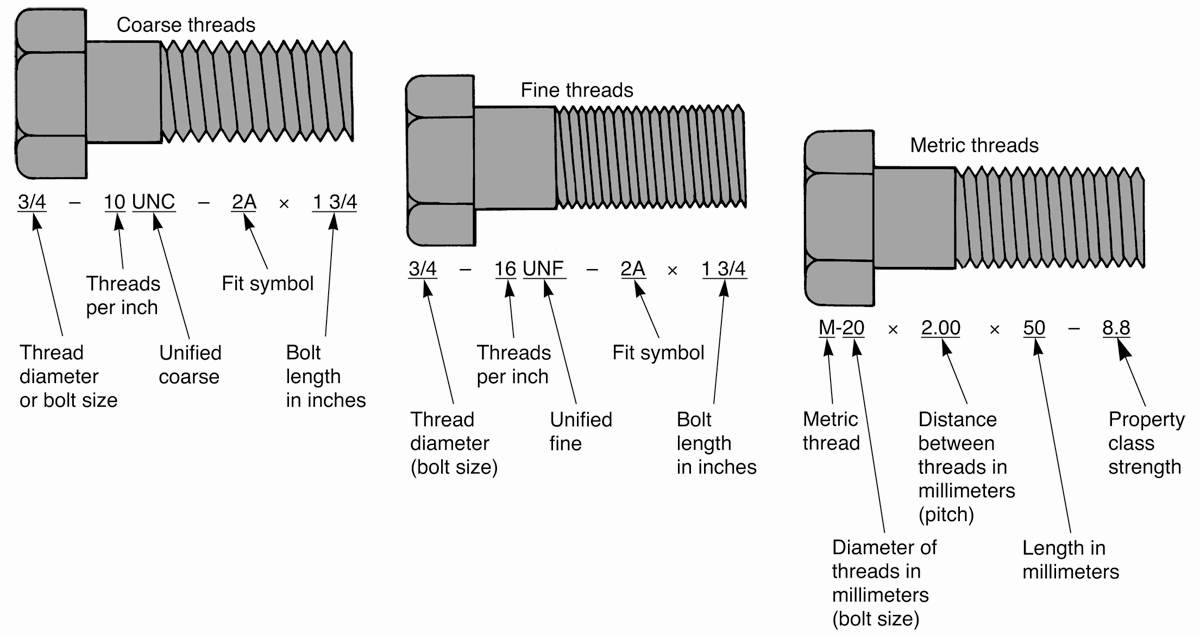 Coarse threads
3/4 – 10 UNC – 2A × 1 3/4
Threads
per inch
Fit symbol
Thread
diameter
or bolt size
Unified
coarse
Bolt
length
in inches
Fine threads
3/4 – 16 UNF – 2A × 1 3/4
Threads
per inch
Fit symbol
Thread
diameter
(bolt size)
Unified
fine
Bolt
length
in inches
Metric threads
M-20 × 2.00 × 50 – 8.8
Metric
thread
Distance
between
threads in
millimeters
(pitch)
Property
class
strength
Diameter of
threads in
millimeters
(bolt size)
Length in
millimeters